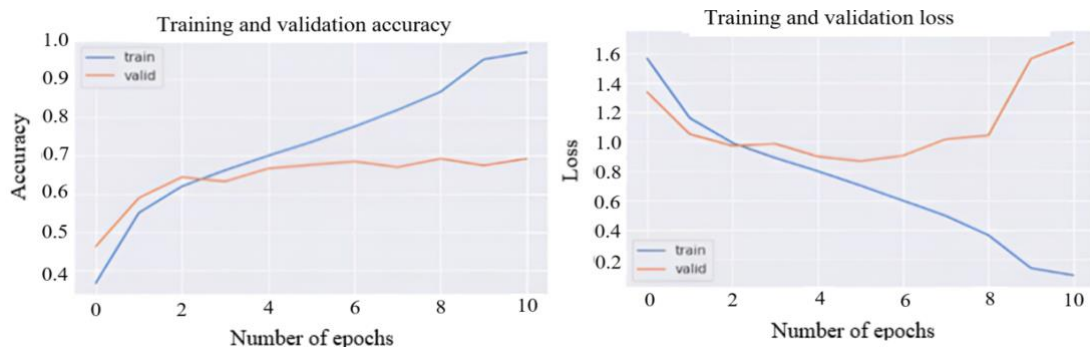 Training and validation accuracy
1.0
0.9
0.8
0.7
0.6
0.5
0.4
Accuracy
train
valid
0 2 4 6 8 10
Number of epochs
Training and validation loss
1.6
1.4
1.2
1.0
0.8
0.6
0.4
0.2
Loss
train
valid
0 2 4 6 8 10
Number of epochs